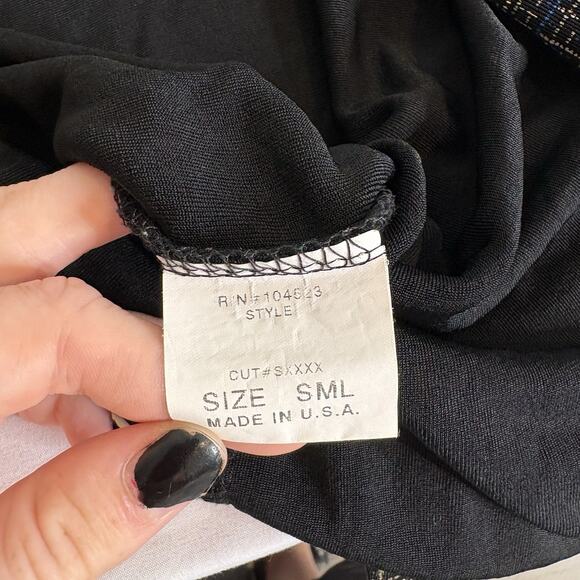 RN#104523
STYLE
CUT#SXXXX
SIZE SML
MADE IN U.S.A.